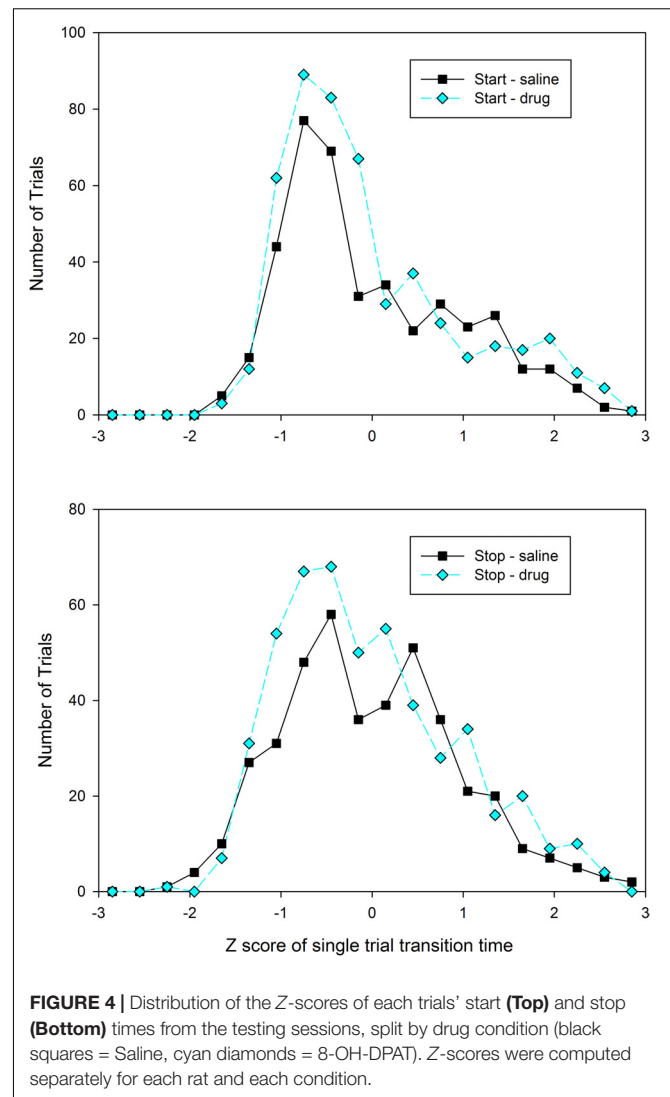 100
80
60
40
20
0
Number of Trials
Start - saline
Start - drug
-3 -2 -1 0 1 2 3
80
60
40
20
0
Number of Trials
Stop - saline
Stop - drug
-3 -2 -1 0 1 2 3
Z score of single trial transition time
FIGURE 4 | Distribution of the Z-scores of each trials' start (Top) and stop
(Bottom) times from the testing sessions, split by drug condition (black
squares = Saline, cyan diamonds = 8-OH-DPAT). Z-scores were computed
separately for each rat and each condition.